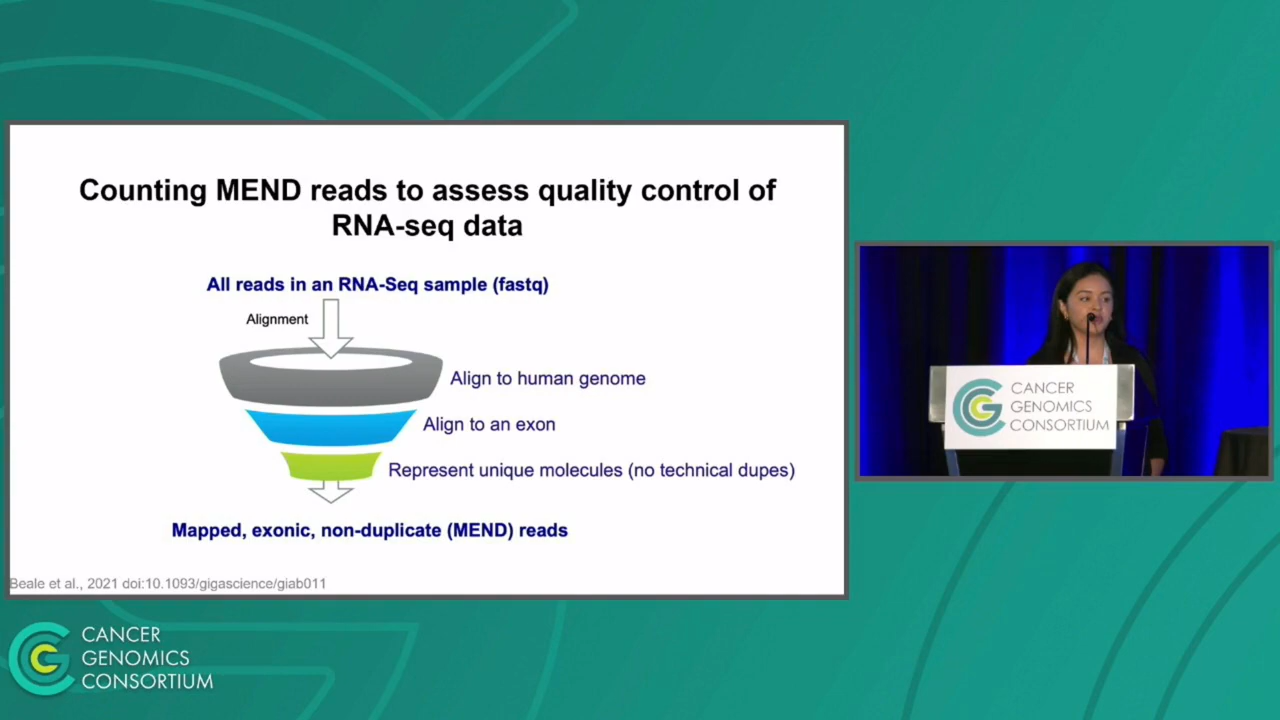 Counting MEND reads to assess quality control of
RNA-seq data
All reads in an RNA-Seq sample (fastq)
Alignment
Align to human genome
Align to an exon
Represent unique molecules (no technical dupes)
Mapped, exonic, non-duplicate (MEND) reads
Beale et al., 2021 doi:10.1093/gigascience/giab011
CANCER
GENOMICS
CONSORTIUM
CANCER
GENOMICS
CONSORTIUM